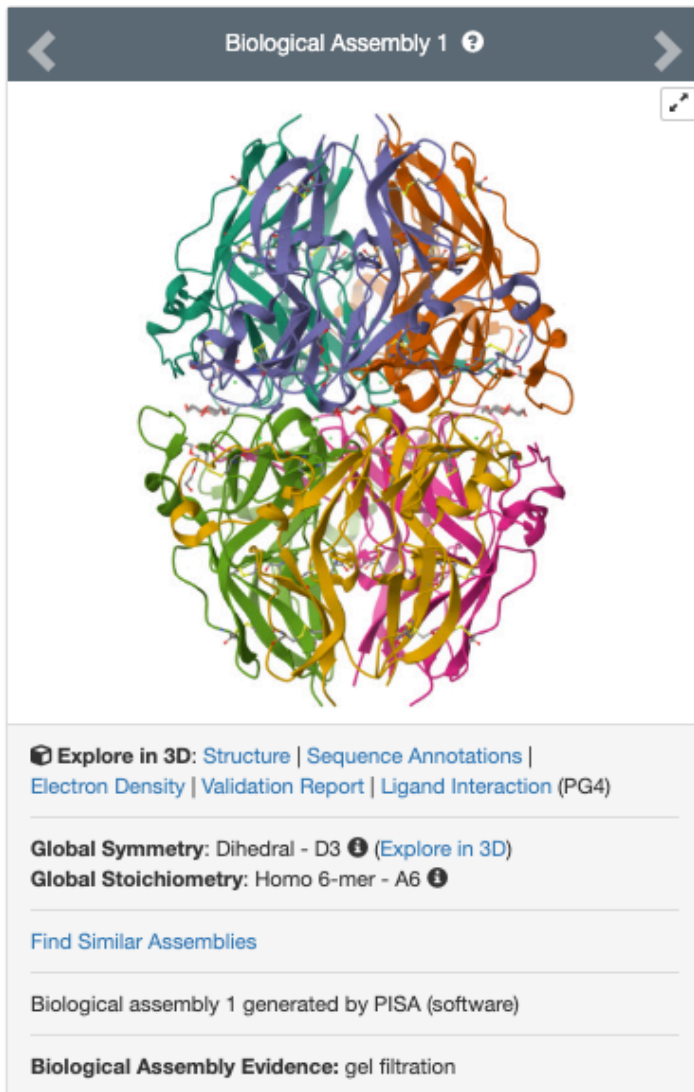 Biological Assembly 1 ?
Explore in 3D: Structure | Sequence Annotations |
Electron Density | Validation Report | Ligand Interaction (PG4)
Global Symmetry: Dihedral - D3 i (Explore in 3D)
Global Stoichiometry: Homo 6-mer - A6 i
Find Similar Assemblies
Biological assembly 1 generated by PISA (software)
Biological Assembly Evidence: gel filtration